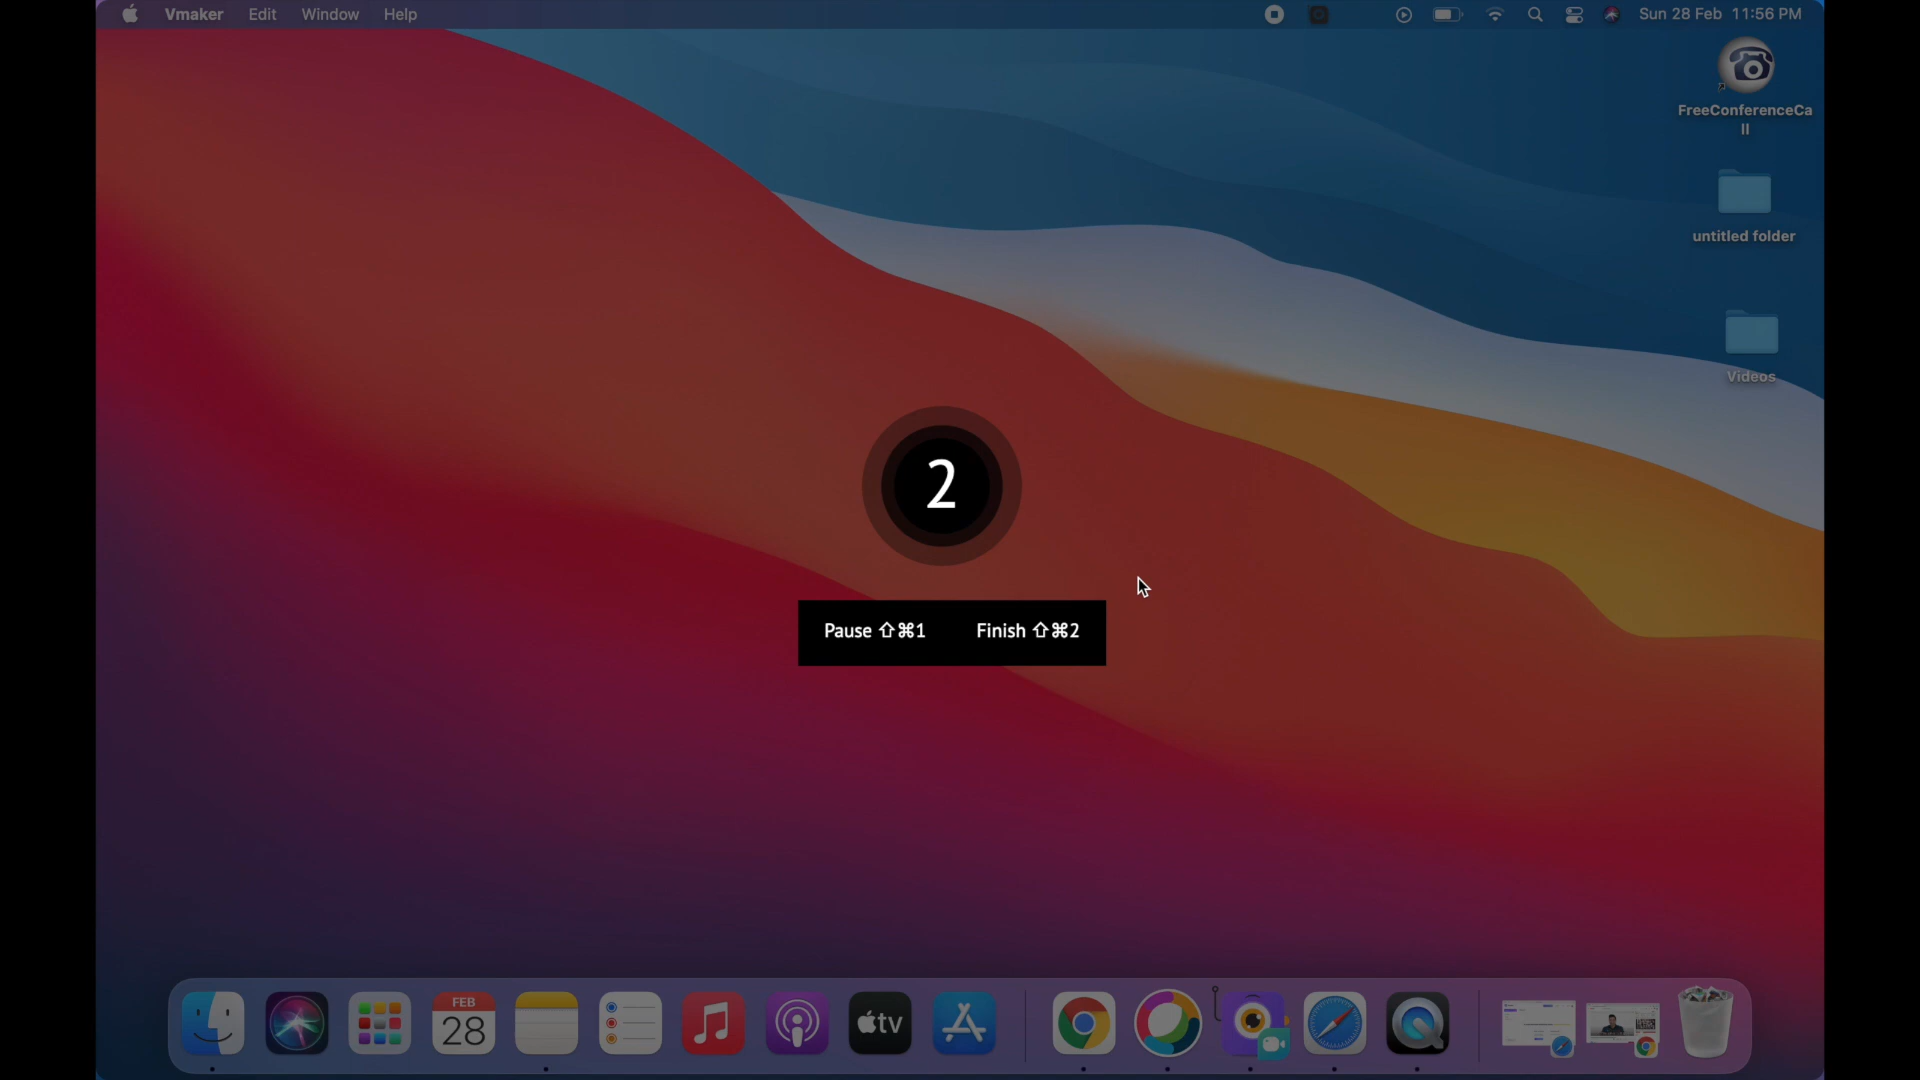 Vmaker Edit Window Help
Sun 28 Feb 11:56 PM
FreeConferenceCa
ll
untitled folder
Videos
2
Pause ⇧⌘1 Finish ⇧⌘2
FEB
28
tv